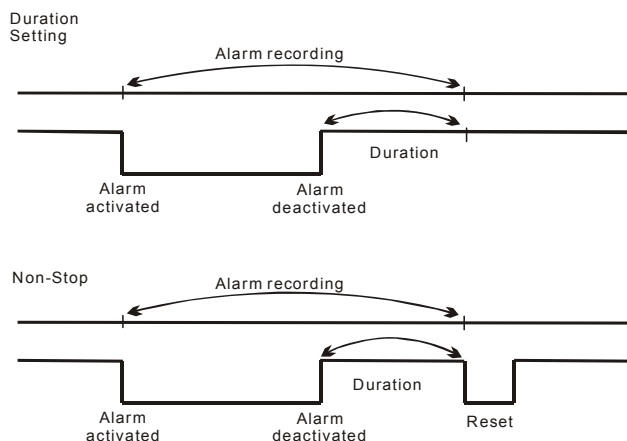 Duration
Setting
Alarm recording
Duration
Alarm
activated
Alarm
deactivated
Non-Stop
Alarm recording
Duration
Alarm
activated
Alarm
deactivated
Reset